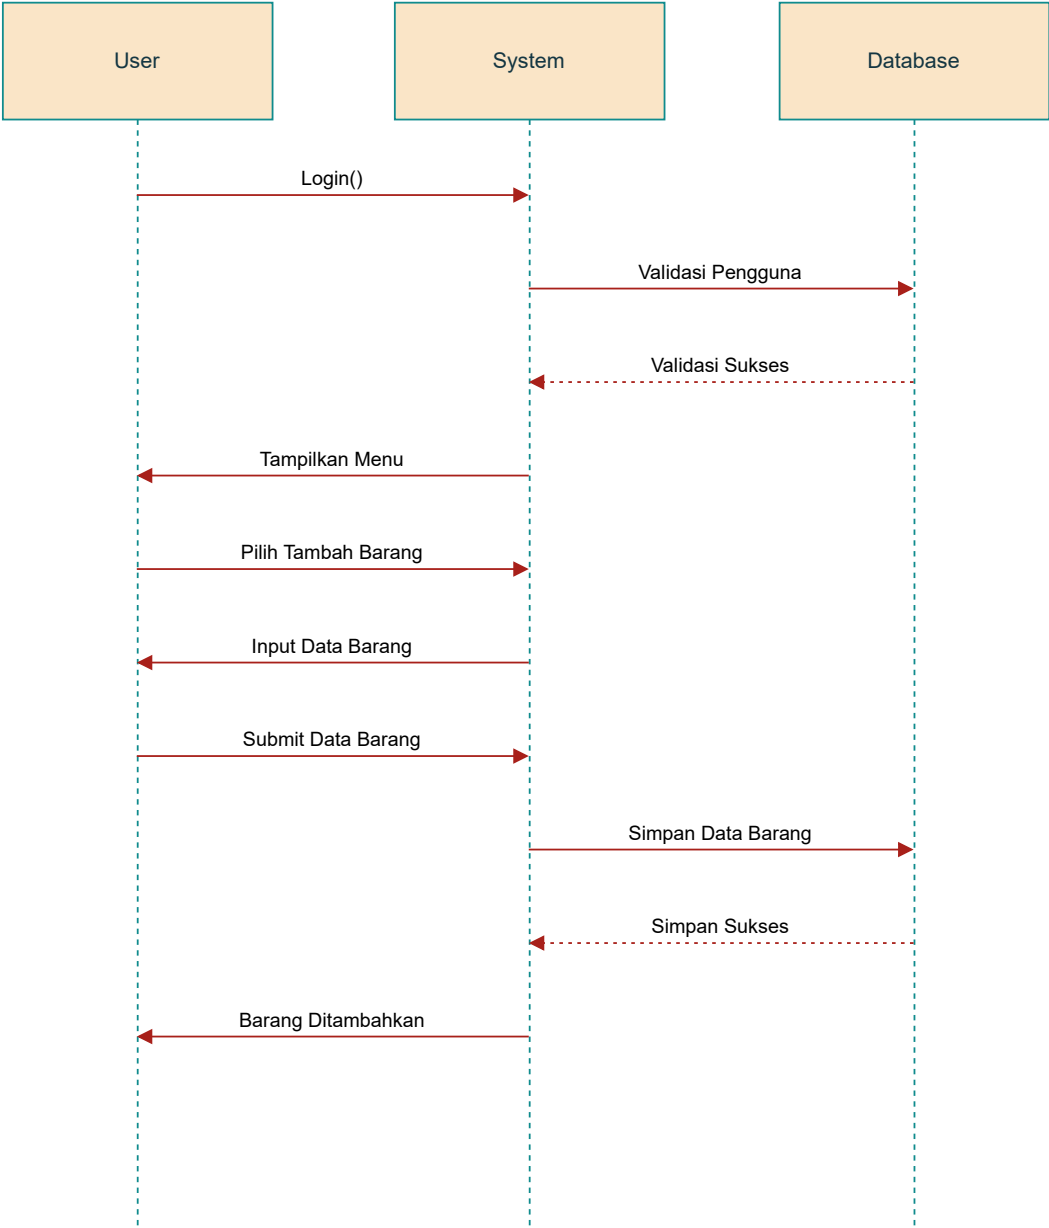 User
System
Database
Login()
Validasi Pengguna
Validasi Sukses
Tampilkan Menu
Pilih Tambah Barang
Input Data Barang
Submit Data Barang
Simpan Data Barang
Simpan Sukses
Barang Ditambahkan